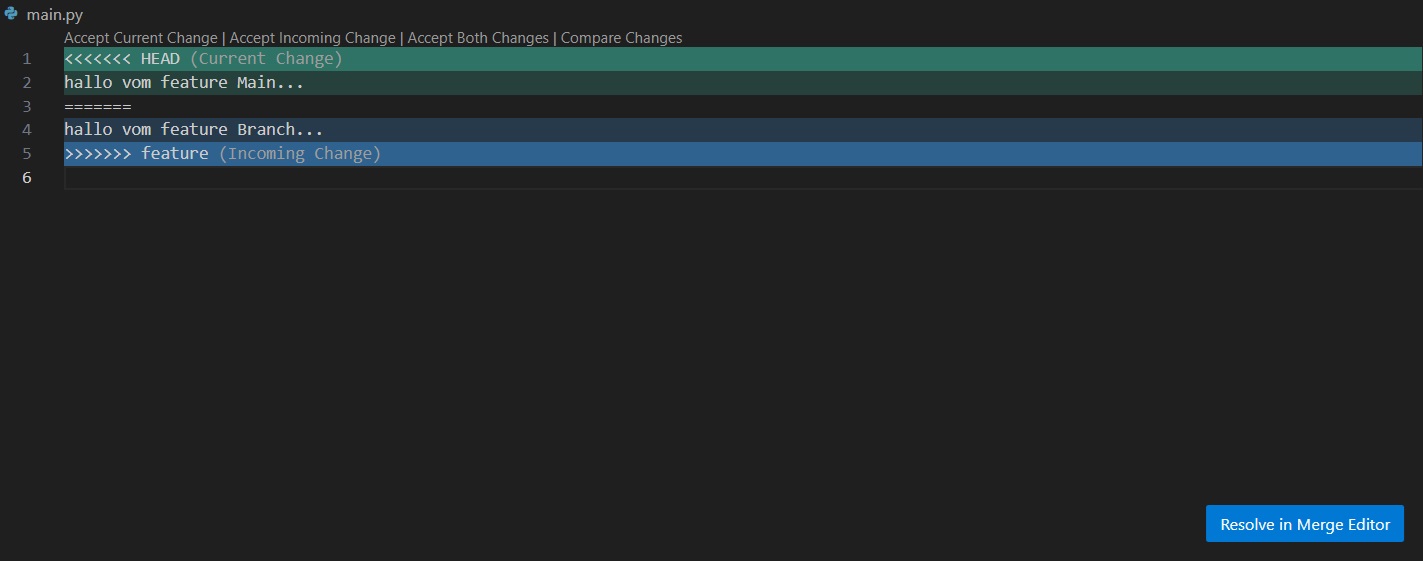 main.py
Accept Current Change | Accept Incoming Change | Accept Both Changes | Compare Changes
1 <<<<<<< HEAD (Current Change)
2 hallo vom feature Main...
3 =======
4 hallo vom feature Branch...
5 >>>>>>> feature (Incoming Change)
6
Resolve in Merge Editor